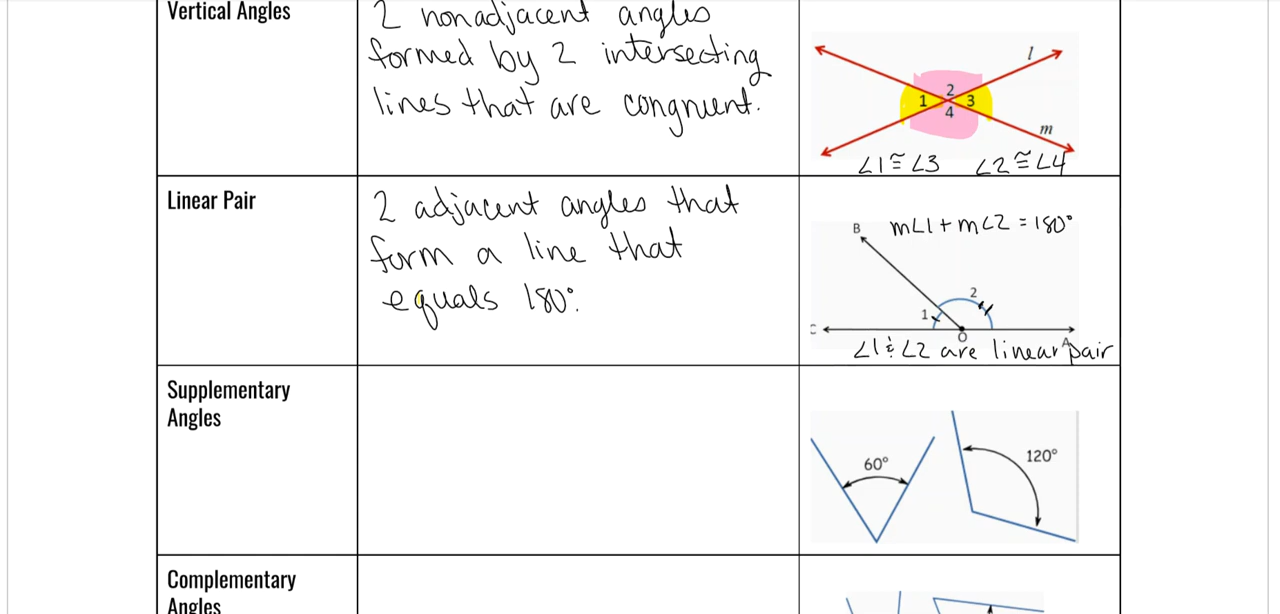 Vertical Angles
2 nonadjacent angles
formed by 2 intersecting
lines that are congruent.
l
2
1 3
4
m
∠1≅∠3 ∠2≅∠4
Linear Pair
2 adjacent angles that
form a line that
equals 180°.
m∠1+m∠2=180°
B
2
1
C
O
A
∠1 & ∠2 are linear pair
Supplementary
Angles
60°
120°
Complementary
Angles